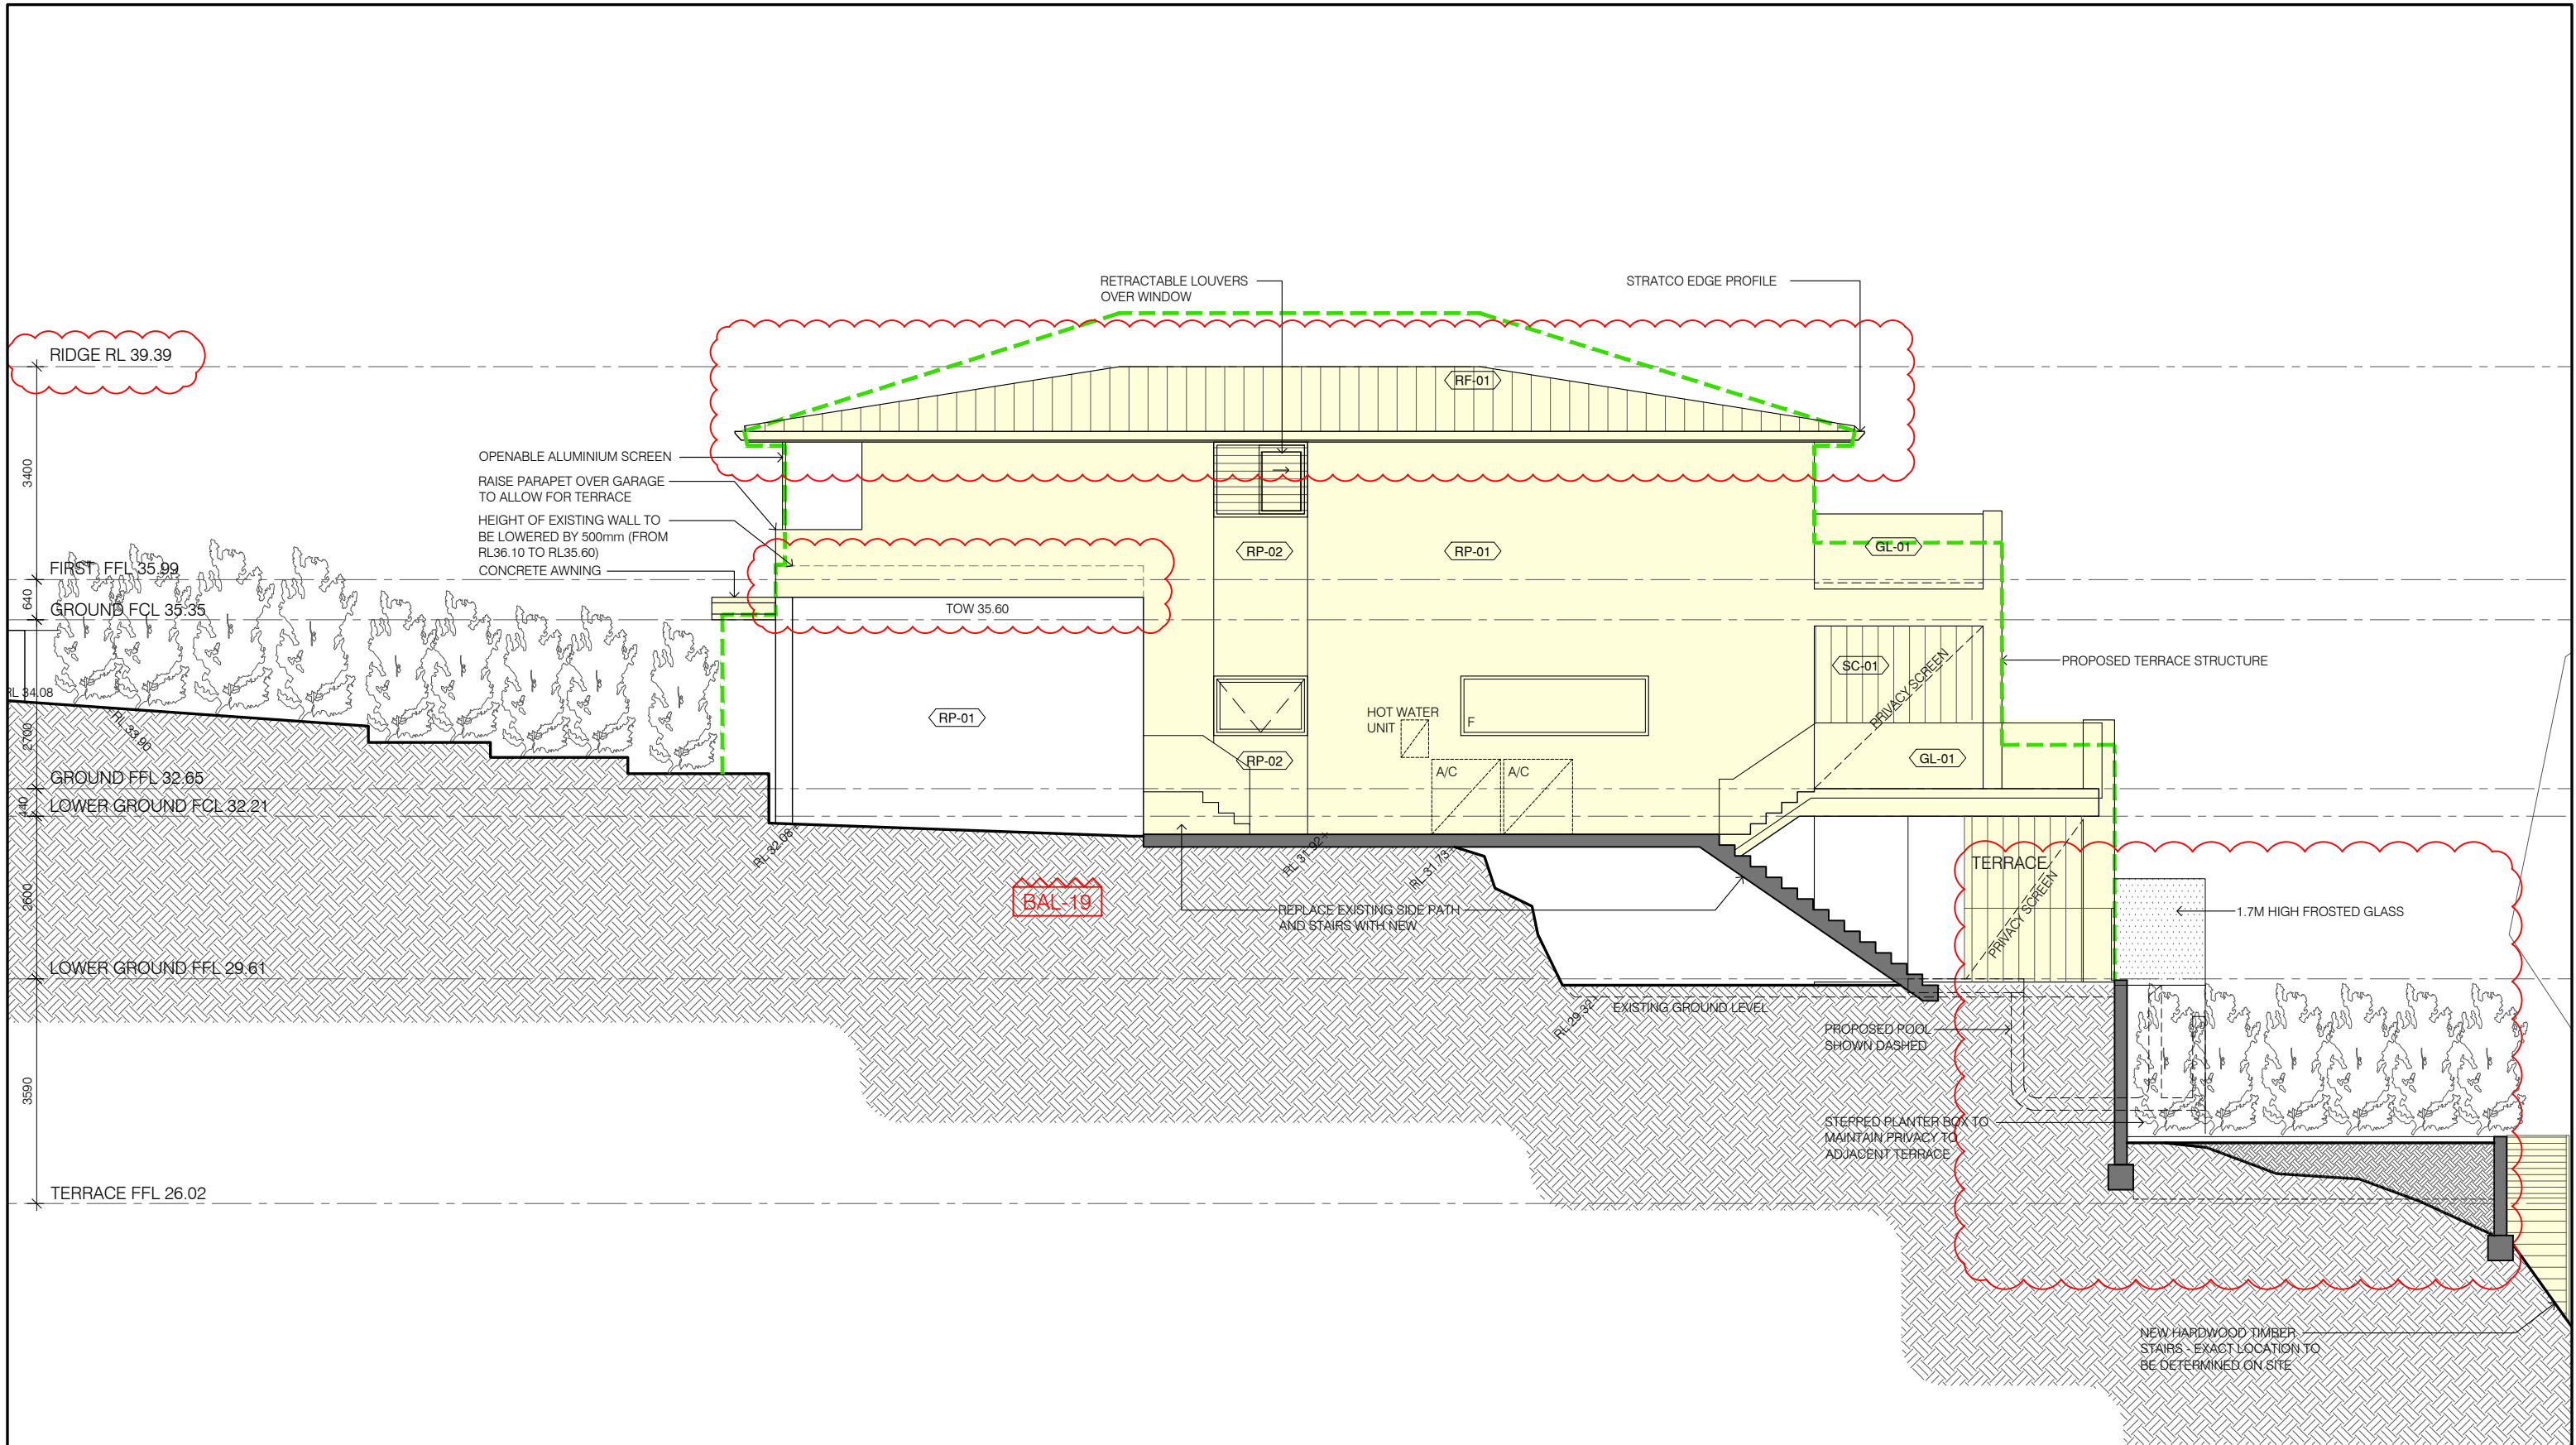 RETRACTABLE LOUVERS
OVER WINDOW
STRATCO EDGE PROFILE
RIDGE RL 39.39
RF-01
OPENABLE ALUMINIUM SCREEN
RAISE PARAPET OVER GARAGE
TO ALLOW FOR TERRACE
HEIGHT OF EXISTING WALL TO
BE LOWERED BY 500mm (FROM
RL36.10 TO RL35.60)
CONCRETE AWNING
3400
RP-02
RP-01
GL-01
FIRST FFL 35.99
640
GROUND FCL 35.35
TOW 35.60
SC-01
PRIVACY SCREEN
PROPOSED TERRACE STRUCTURE
RL 34.08
RL 33.90
2700
RP-01
HOT WATER
UNIT
F
RP-02
A/C
A/C
GL-01
GROUND FFL 32.65
440
LOWER GROUND FCL 32.21
RL 32.08
RL 31.92
RL 31.73
TERRACE
PRIVACY SCREEN
BAL-19
2600
REPLACE EXISTING SIDE PATH
AND STAIRS WITH NEW
1.7M HIGH FROSTED GLASS
LOWER GROUND FFL 29.61
RL 29.32
EXISTING GROUND LEVEL
PROPOSED POOL
SHOWN DASHED
3590
STEPPED PLANTER BOX TO
MAINTAIN PRIVACY TO
ADJACENT TERRACE
TERRACE FFL 26.02
NEW HARDWOOD TIMBER
STAIRS - EXACT LOCATION TO
BE DETERMINED ON SITE